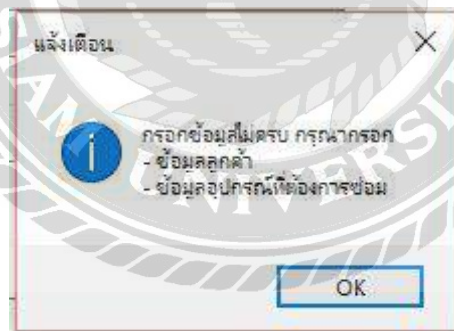 แจ้งเตือน
กรอกข้อมูลไม่ครบ กรุณากรอก
- ข้อมูลลูกค้า
- ข้อมูลอุปกรณ์ที่ต้องการซ่อม
OK